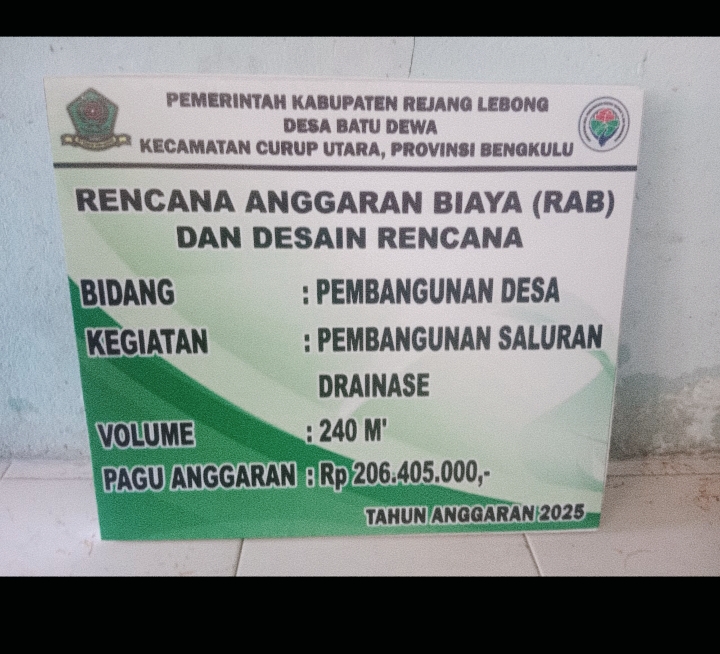 PEMERINTAH KABUPATEN REJANG LEBONG
DESA BATU DEWA
KECAMATAN CURUP UTARA, PROVINSI BENGKULU
RENCANA ANGGARAN BIAYA (RAB)
DAN DESAIN RENCANA
BIDANG : PEMBANGUNAN DESA
KEGIATAN : PEMBANGUNAN SALURAN
DRAINASE
VOLUME : 240 M'
PAGU ANGGARAN : Rp 206.405.000,-
TAHUN ANGGARAN 2025